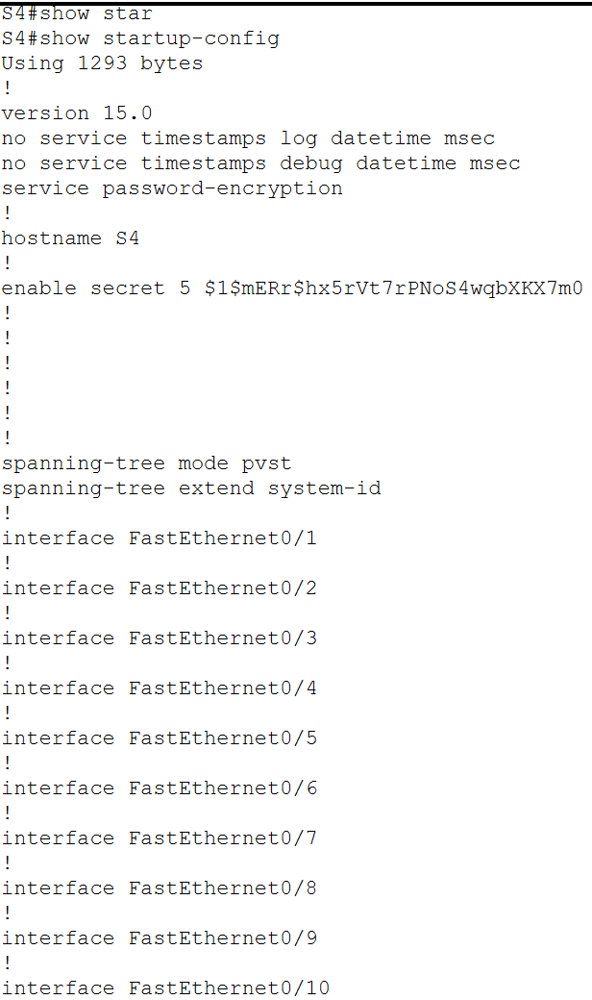 S4#show star
S4#show startup-config
Using 1293 bytes
!
version 15.0
no service timestamps log datetime msec
no service timestamps debug datetime msec
service password-encryption
!
hostname S4
!
enable secret 5 $1$mERr$hx5rVt7rPNoS4wqbXKX7m0
!
!
!
!
!
!
spanning-tree mode pvst
spanning-tree extend system-id
!
interface FastEthernet0/1
!
interface FastEthernet0/2
!
interface FastEthernet0/3
!
interface FastEthernet0/4
!
interface FastEthernet0/5
!
interface FastEthernet0/6
!
interface FastEthernet0/7
!
interface FastEthernet0/8
!
interface FastEthernet0/9
!
interface FastEthernet0/10